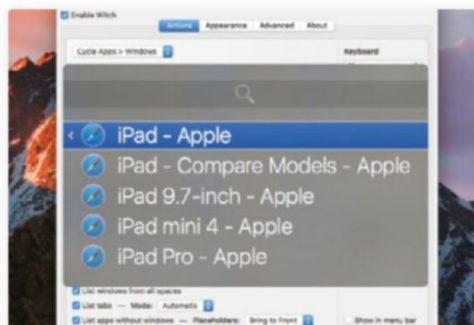 Enable Witch
Actions Appearance Advanced About
Cycle Apps > Windows
Keyboard
iPad - Apple
iPad - Compare Models - Apple
iPad 9.7-inch - Apple
iPad mini 4 - Apple
iPad Pro - Apple
List windows from all spaces
List tabs — Mode: Automatic
List apps without windows — Placeholders: Bring to Front
Show in menu bar